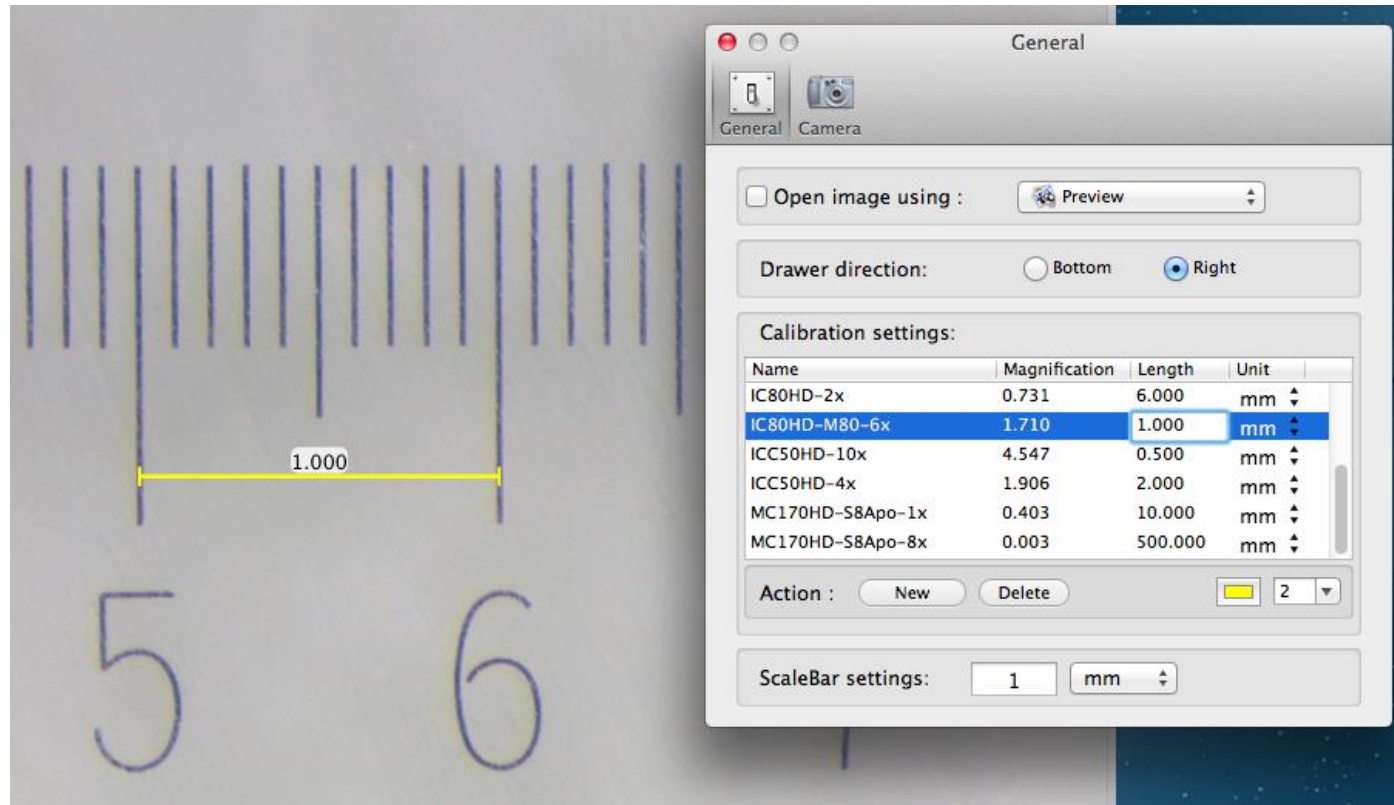 General
General Camera
Open image using : Preview
Drawer direction: Bottom Right
Calibration settings:
Name Magnification Length Unit
IC80HD-2x 0.731 6.000 mm
IC80HD-M80-6x 1.710 1.000 mm
ICC50HD-10x 4.547 0.500 mm
ICC50HD-4x 1.906 2.000 mm
MC170HD-S8Apo-1x 0.403 10.000 mm
MC170HD-S8Apo-8x 0.003 500.000 mm
Action : New Delete 2
ScaleBar settings: 1 mm
1.000
5 6